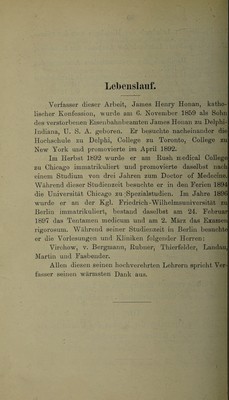 Lebenslauf.
Verfasser dieser Arbeit, James Henry Honan, katho-
lischer Konfession, wurde am 6. November 1859 als Sohn
des verstorbenen Eisenbahnbeamten James Honan zu Delphi-
Indiana, U. S. A. geboren. Er besuchte nacheinander die
Hochschule zu Delphi, College zu Toronto, College zu
New York und promovierte im April 1892.
Im Herbst 1892 wurde er am Rush medical College
zu Chicago immatrikuliert und promovierte daselbst nach
einem Studium von drei Jahren zum Doctor of Medecine.
Während dieser Studienzeit besuchte er in den Ferien 1894
die Universität Chicago zu Spezialstudien. Im Jahre 1896
wurde er an der Kgl. Friedrich-Wilhelmsuniversität zu
Berlin immatrikuliert, bestand daselbst am 24. Februar
1897 das Tentamen medicum und am 2. März das Examen
rigorosum. Während seiner Studienzeit in Berlin besuchte
er die Vorlesungen und Kliniken folgender Herren:
Virchow, v. Bergmann, Rubner, Thierfelder, Landau,
Martin und Fasbender.
Allen diesen seinen hochverehrten Lehrern spricht Ver-
fasser seinen wärmsten Dank aus.